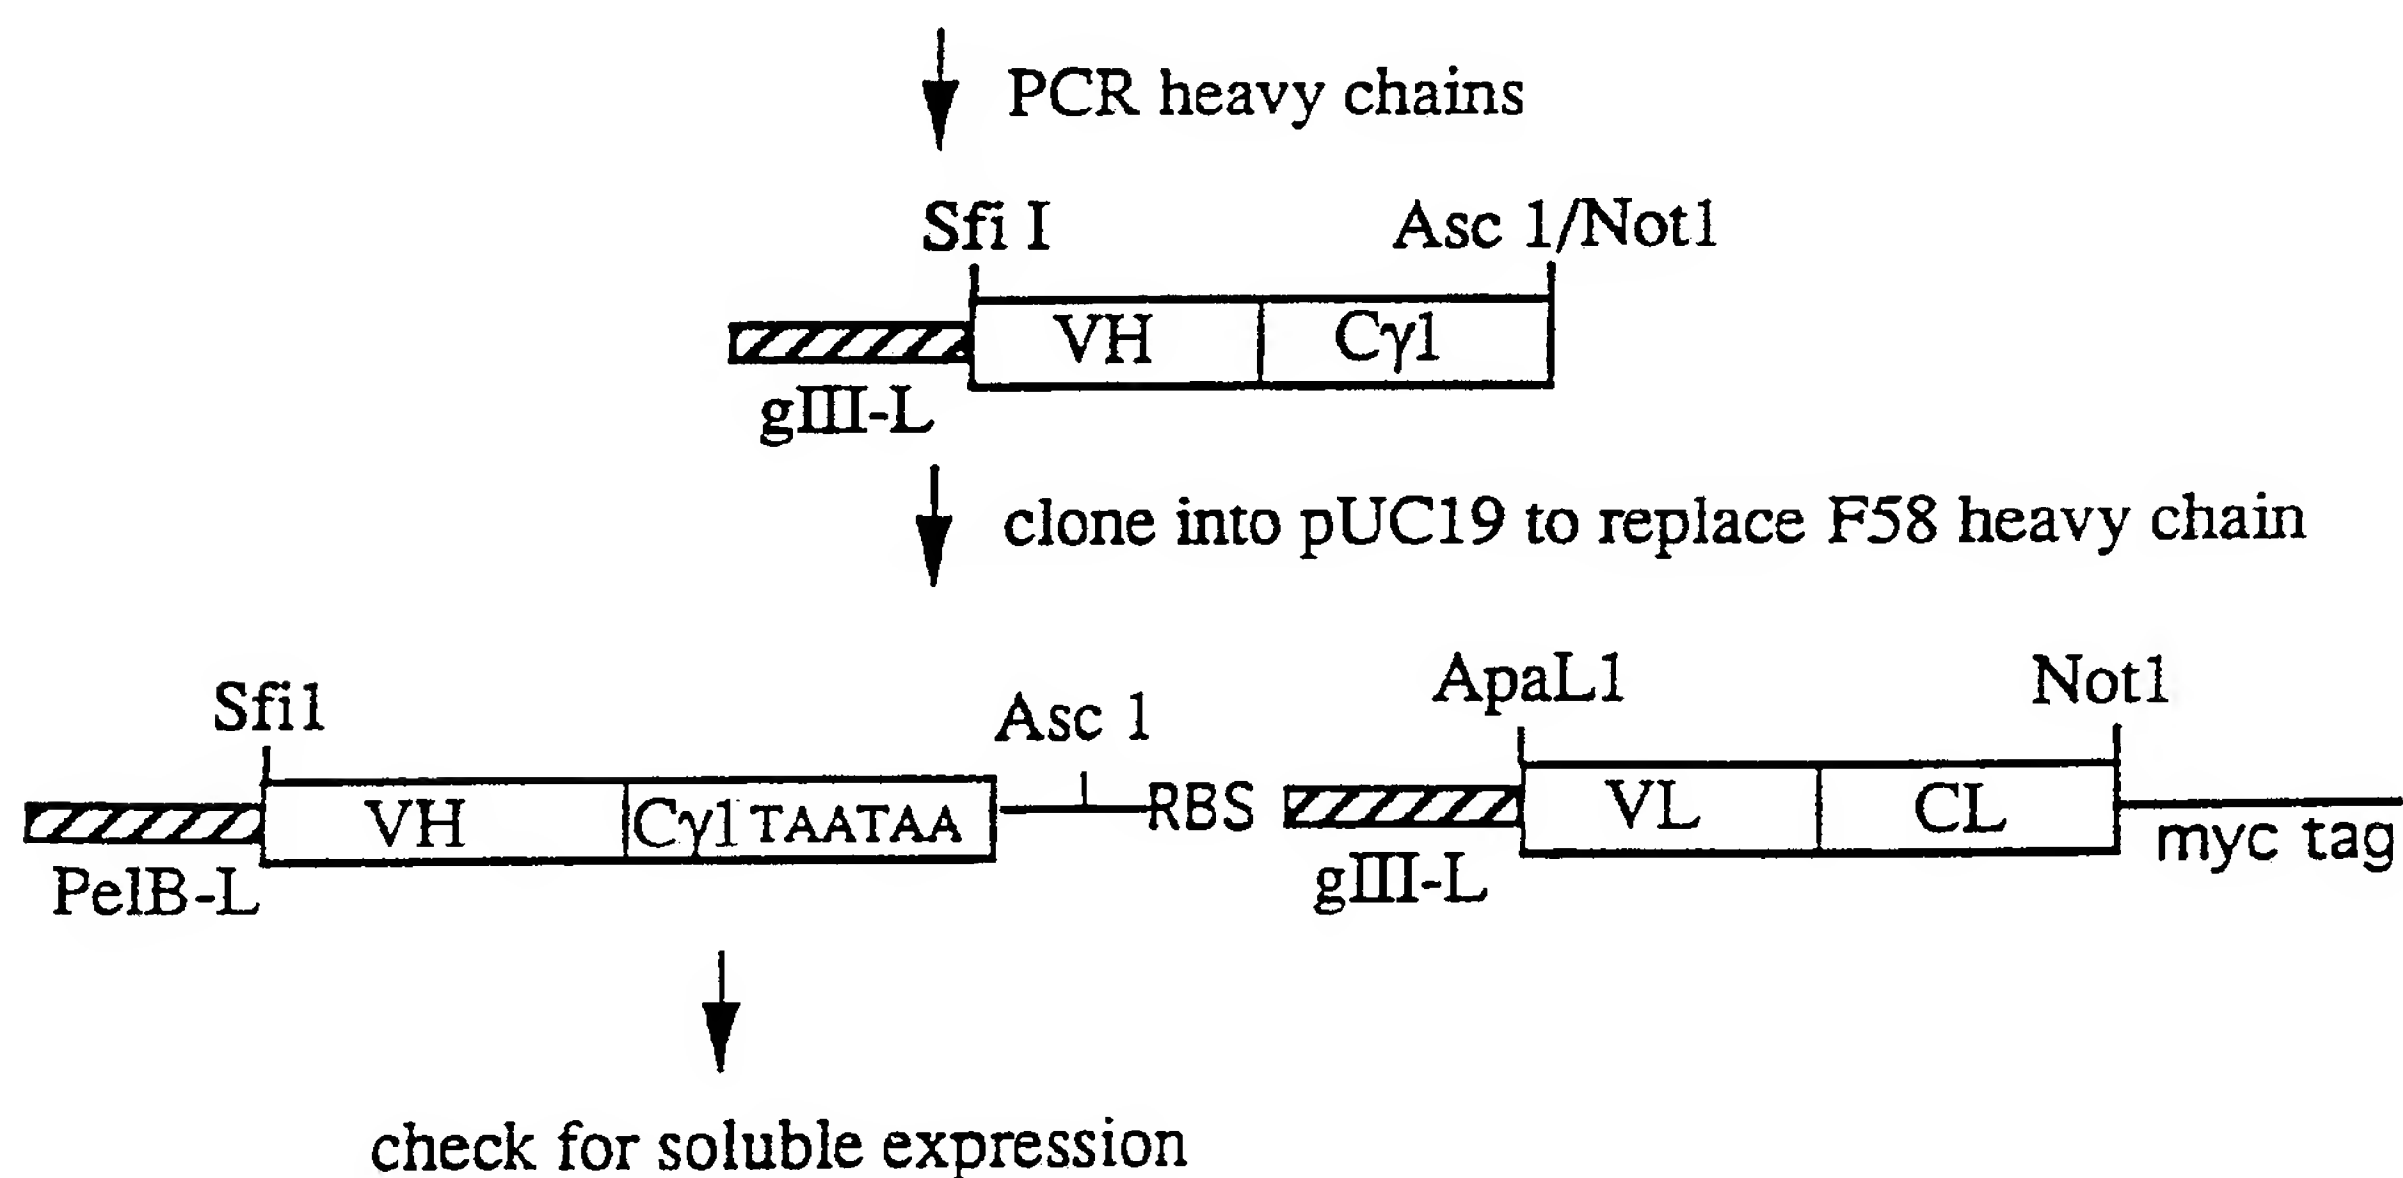 PCR heavy chains
Sfi I Asc 1/Not1
VH Cγ1
gIII-L
clone into pUC19 to replace F58 heavy chain
Sfi1 Asc 1 ApaL1 Not1
VH Cγ1 TAATAA RBS VL CL
PelB-L gIII-L myc tag
check for soluble expression